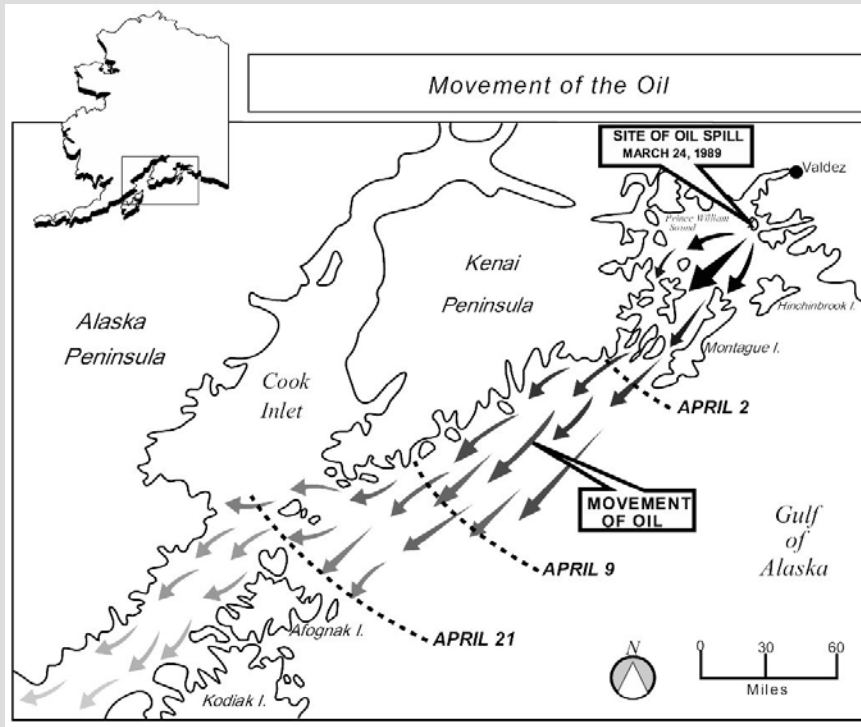 Movement of the Oil
SITE OF OIL SPILL
MARCH 24, 1989
Valdez
Prince William
Sound
Kenai
Peninsula
Hinchinbrook I.
Alaska
Peninsula
Montague I.
Cook
Inlet
APRIL 2
MOVEMENT
OF OIL
Gulf
of
Alaska
APRIL 9
Afognak I.
APRIL 21
N
0 30 60
Miles
Kodiak I.